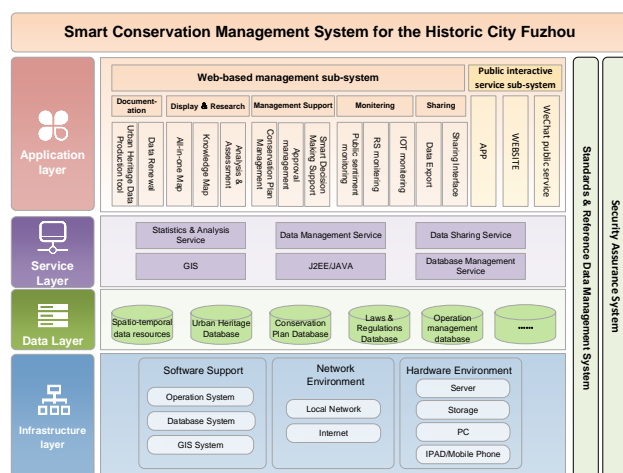 Smart Conservation Management System for the Historic City Fuzhou
Application
layer
Web-based management sub-system
Public interactive
service sub-system
Document-
ation
Display & Research
Management Support
Monitering
Sharing
Urban Heritage Data
Production tool
Data Renewal
All-in-one Map
Knowledge Map
Analysis &
Assessment
Conservation Plan
Management
Approval
management
Smart Decision
Making Support
Public sentiment
monitoring
RS monitering
IOT monitering
Data Export
Sharing Interface
APP
WEBSITE
WeChat public service
Service
Layer
Statistics & Analysis
Service
Data Management Service
Data Sharing Service
GIS
J2EE/JAVA
Database Management
Service
Data Layer
Spatio-temporal
data resources
Urban Heritage
Database
Conservation
Plan Database
Laws &
Regulations
Database
Operation
management
database
......
Infrastructure
layer
Software Support
Operation System
Database System
GIS System
Network
Environment
Local Network
Internet
Hardware Environment
Server
Storage
PC
IPAD/Mobile Phone
Standards & Reference Data Management System
Security Assurance System